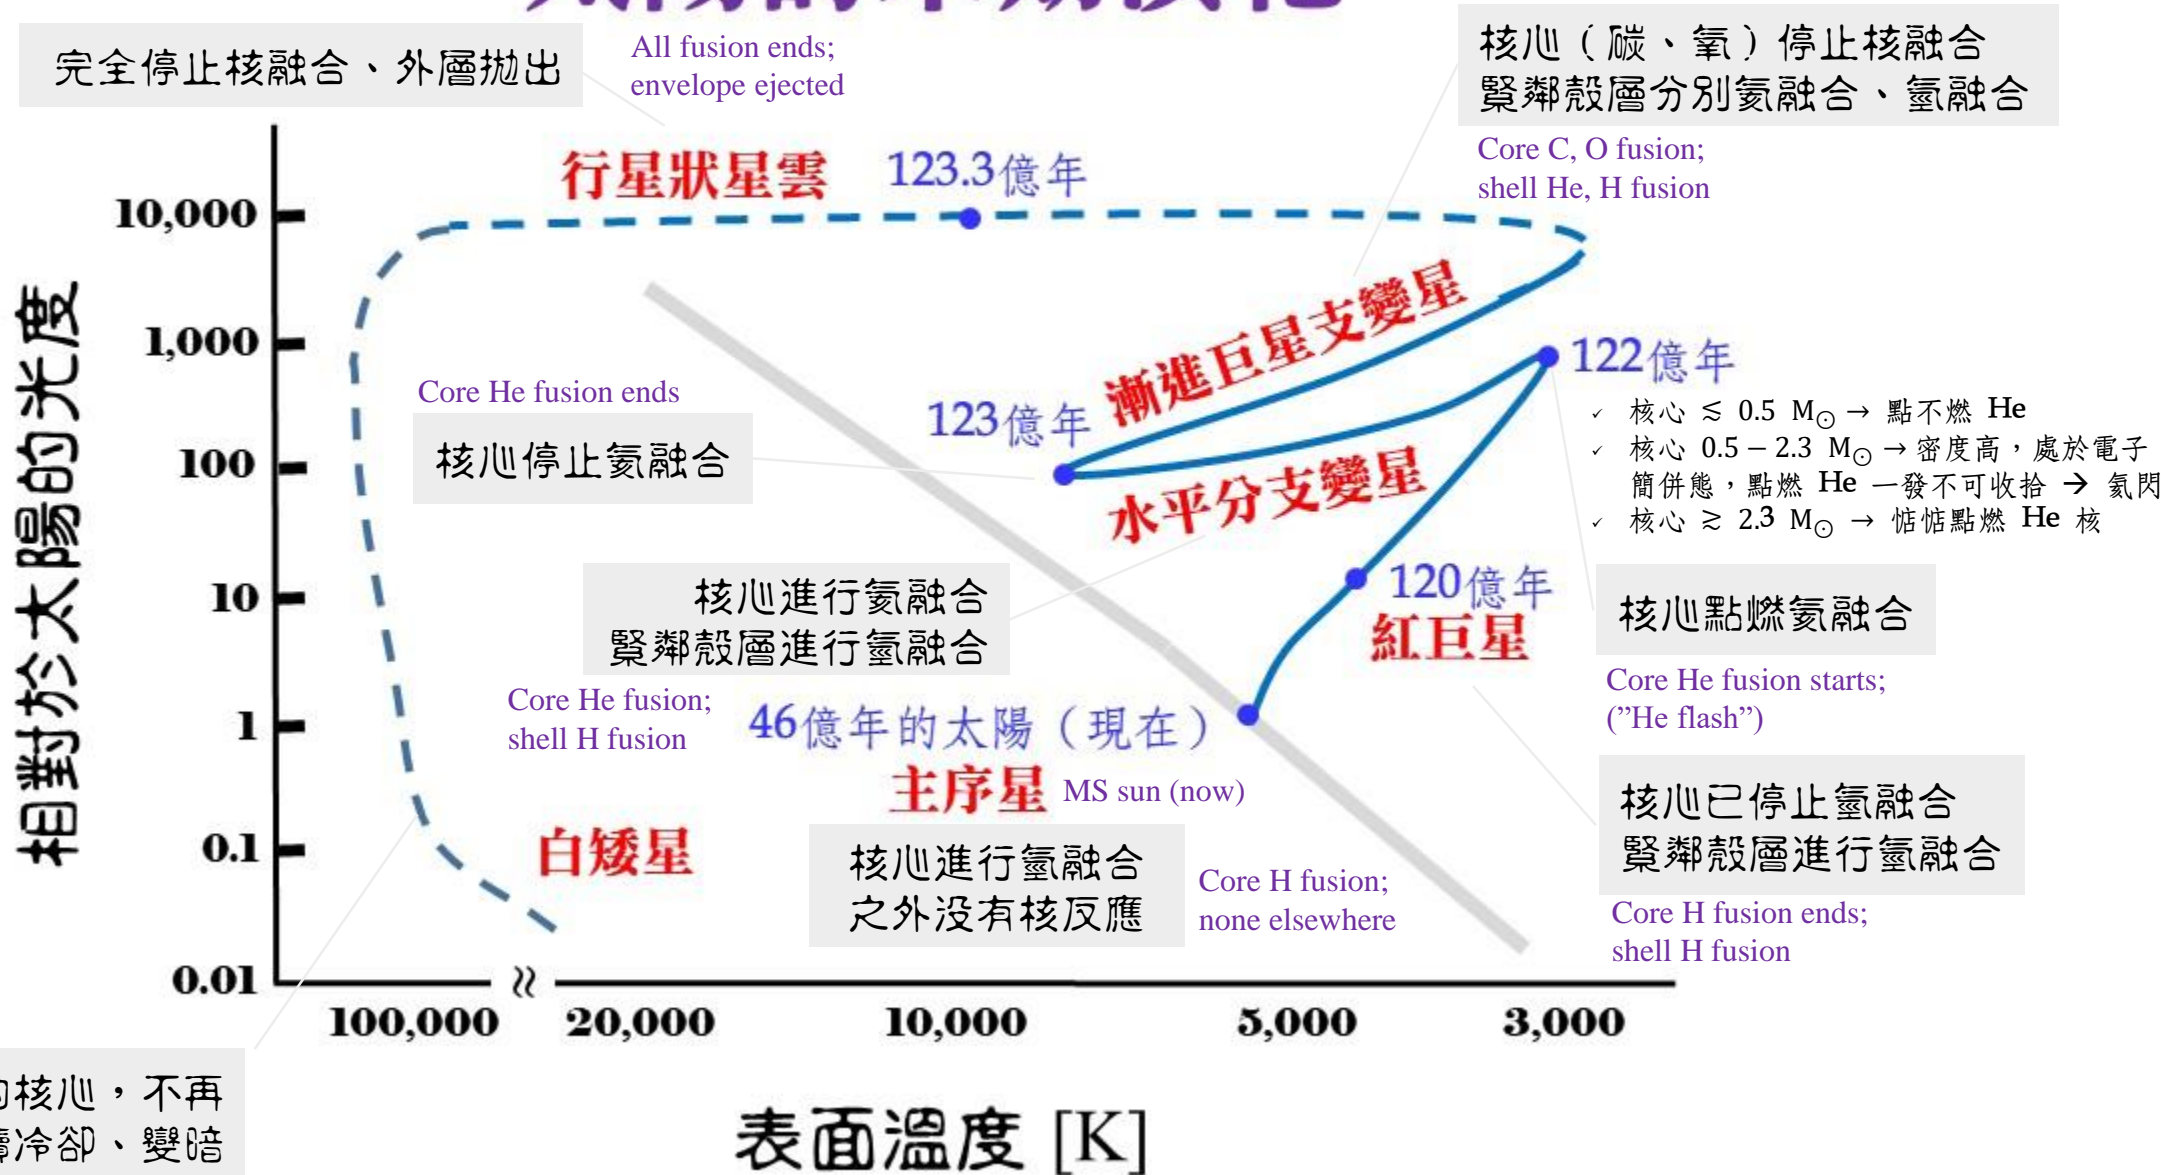 完全停止核融合、外層拋出
All fusion ends;
envelope ejected
核心（碳、氧）停止核融合
緊鄰殼層分別氦融合、氫融合
Core C, O fusion;
shell He, H fusion
行星狀星雲
123.3億年
10,000
1,000
100
10
1
0.1
0.01
相對於太陽的光度
漸進巨星支變星
122億年
✓ 核心 ≲ 0.5 M☉ → 點不燃 He
✓ 核心 0.5 – 2.3 M☉ → 密度高，處於電子
簡併態，點燃 He 一發不可收拾 → 氦閃
✓ 核心 ≳ 2.3 M☉ → 惦惦點燃 He 核
Core He fusion ends
核心停止氦融合
123億年
水平分支變星
核心進行氦融合
緊鄰殼層進行氫融合
Core He fusion;
shell H fusion
120億年
紅巨星
核心點燃氦融合
Core He fusion starts;
(”He flash”)
46億年的太陽（現在）
主序星
MS sun (now)
核心進行氫融合
之外没有核反應
Core H fusion;
none elsewhere
核心已停止氫融合
緊鄰殼層進行氫融合
Core H fusion ends;
shell H fusion
白矮星
100,000
20,000
10,000
5,000
3,000
核心，不再
冷卻、變暗
表面溫度 [K]